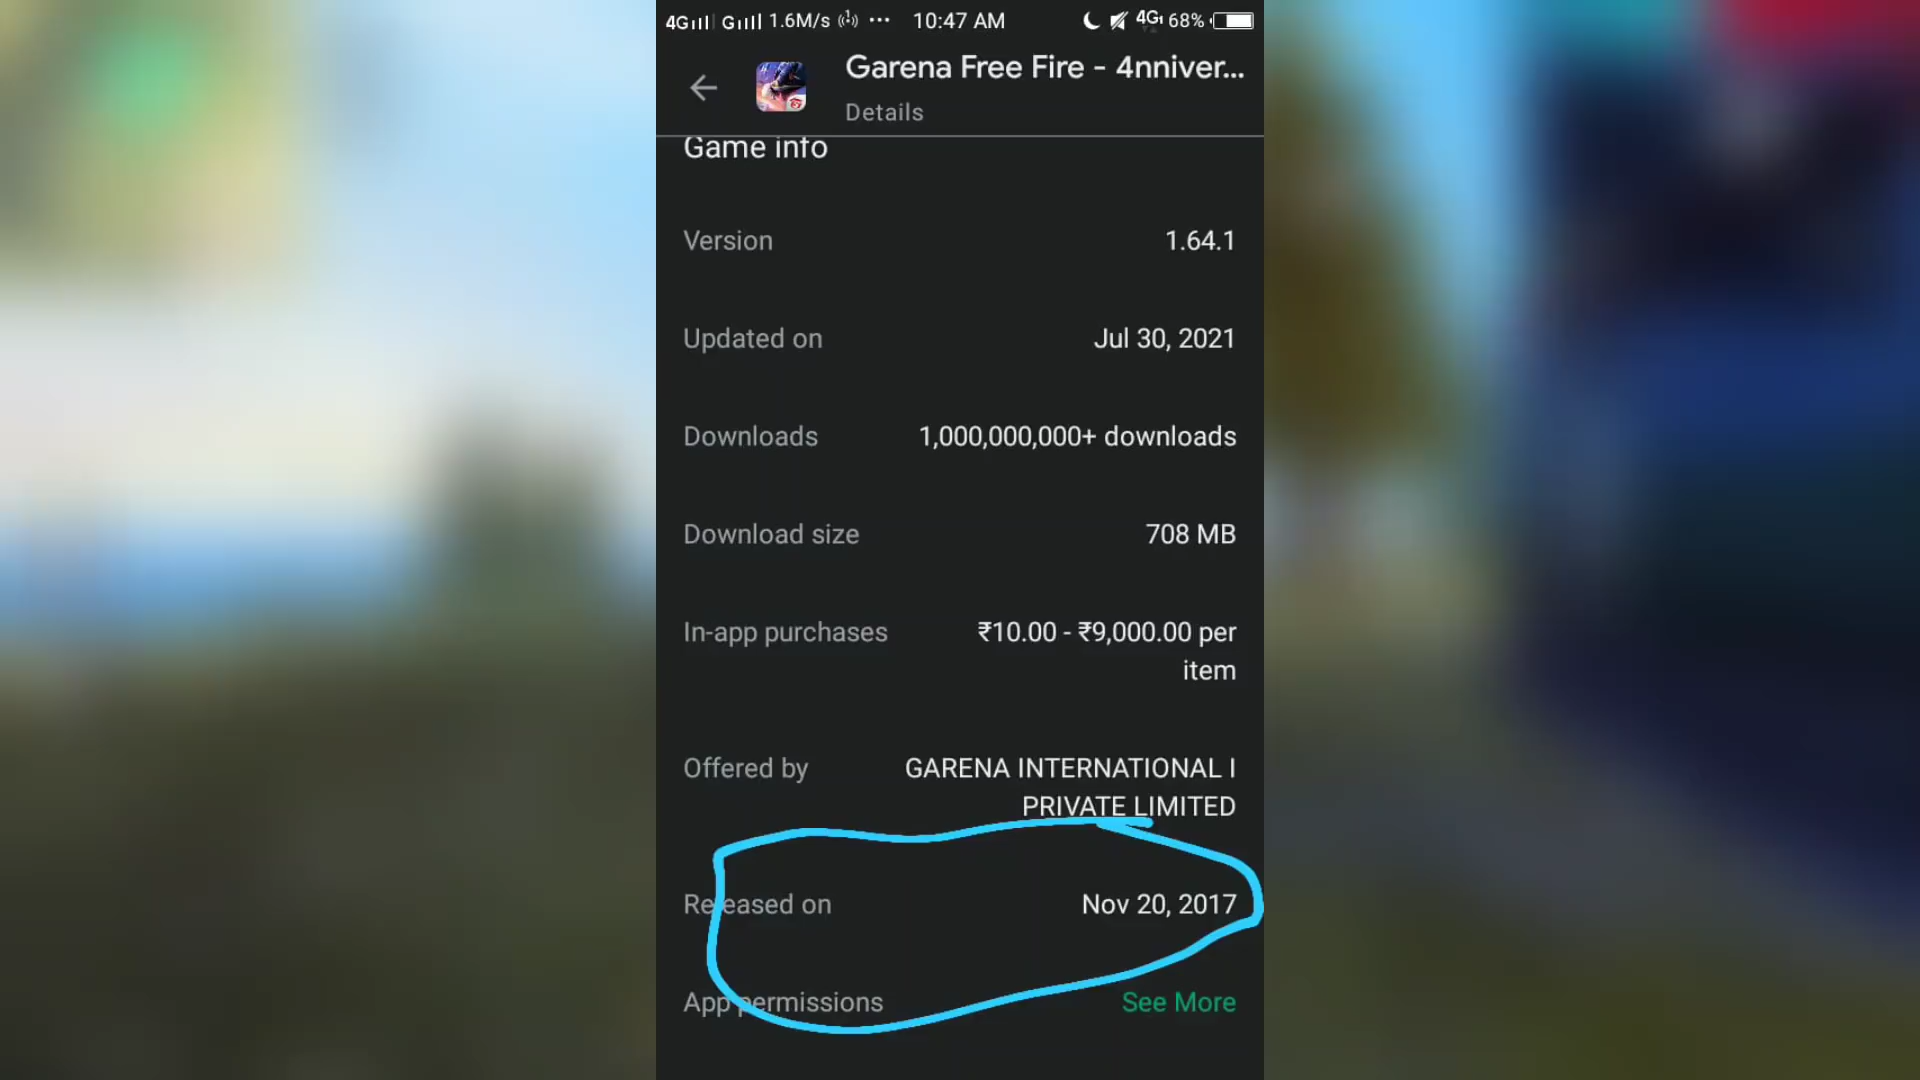 4G G 1.6M/s ••• 10:47 AM 4G 68%
Garena Free Fire - 4nniver...
Details
Game info
Version 1.64.1
Updated on Jul 30, 2021
Downloads 1,000,000,000+ downloads
Download size 708 MB
In-app purchases ₹10.00 - ₹9,000.00 per
item
Offered by GARENA INTERNATIONAL I
PRIVATE LIMITED
Released on Nov 20, 2017
App permissions See More